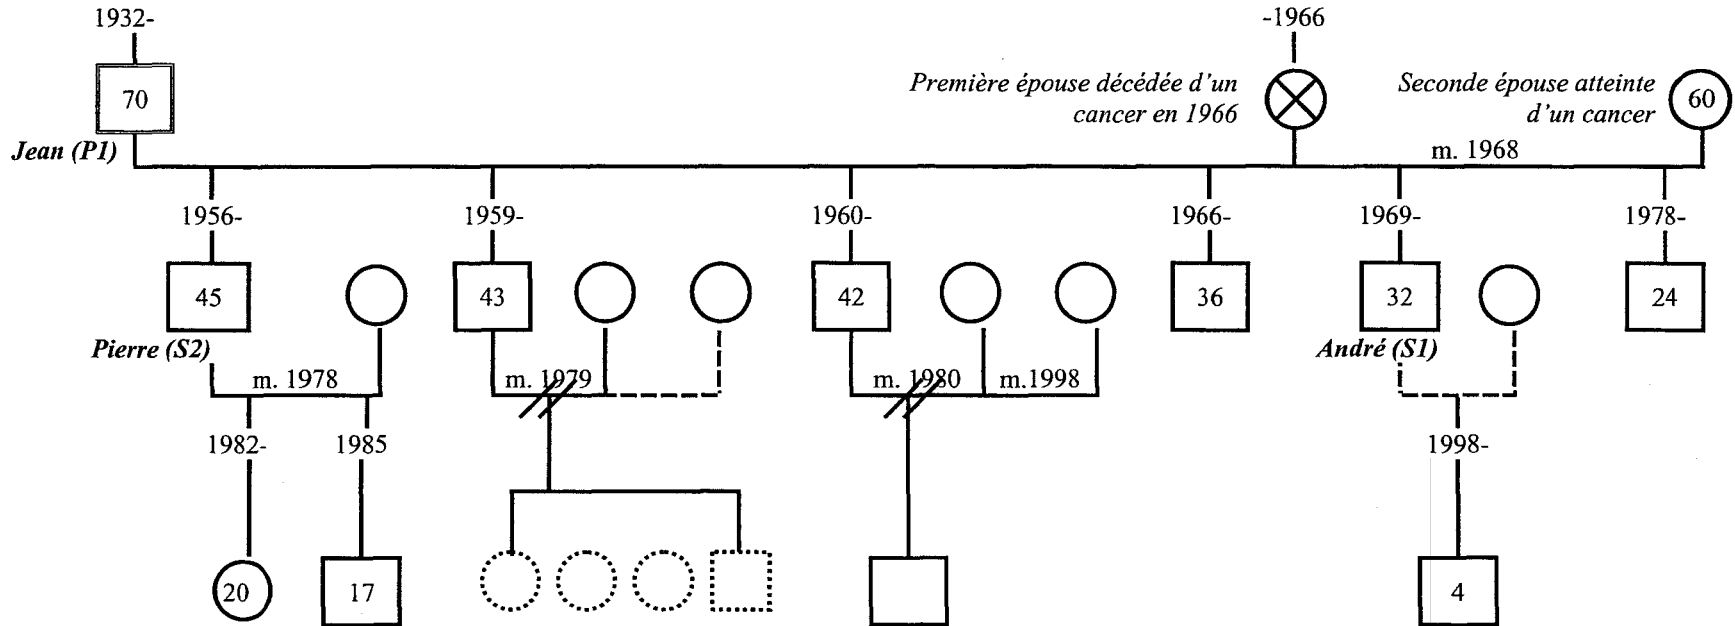 1932-
-1966
70
Première épouse décédée d'un
cancer en 1966
Seconde épouse atteinte
d'un cancer
60
Jean (P1)
m. 1968
1956-
1959-
1960-
1966-
1969-
1978-
45
43
42
36
32
24
Pierre (S2)
André (S1)
m. 1978
m. 1979
m. 1980
m.1998
1982-
1985
1998-
20
17
4